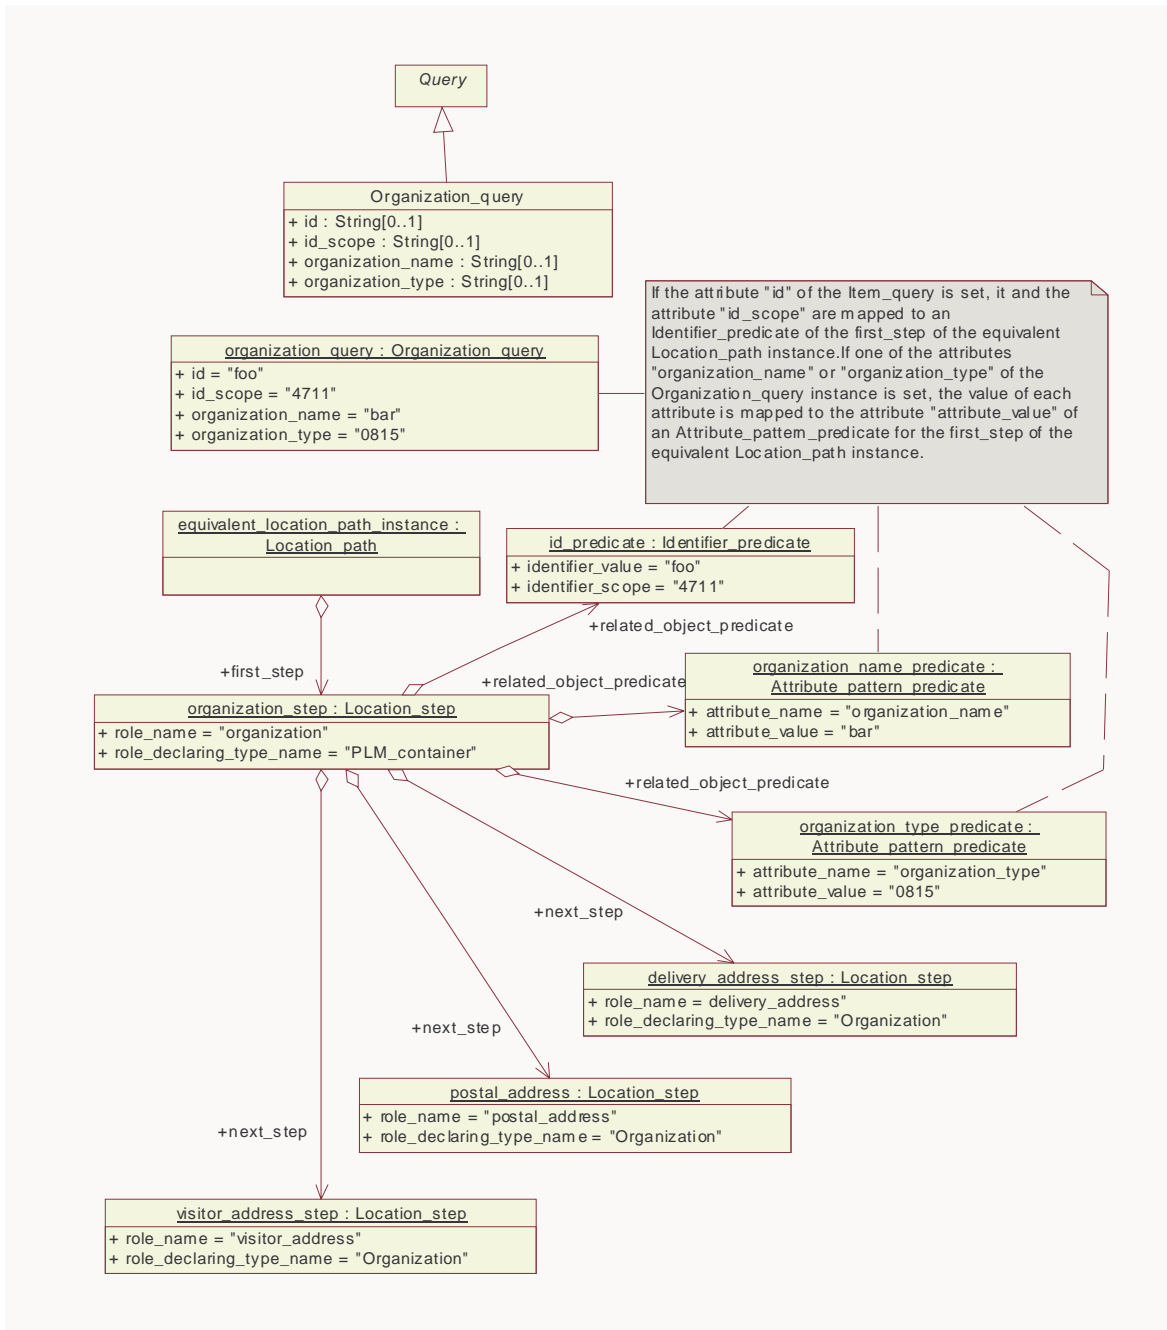 Query
Organization_query
+ id : String[0..1]
+ id_scope : String[0..1]
+ organization_name : String[0..1]
+ organization_type : String[0..1]
If the attribute "id" of the Item_query is set, it and the
attribute "id_scope" are mapped to an
Identifier_predicate of the first_step of the equivalent
Location_path instance.If one of the attributes
"organization_name" or "organization_type" of the
Organization_query instance is set, the value of each
attribute is mapped to the attribute "attribute_value" of
an Attribute_pattern_predicate for the first_step of the
equivalent Location_path instance.
organization_query : Organization_query
+ id = "foo"
+ id_scope = "4711"
+ organization_name = "bar"
+ organization_type = "0815"
equivalent_location_path_instance :
Location_path
id_predicate : Identifier_predicate
+ identifier_value = "foo"
+ identifier_scope = "4711"
+related_object_predicate
+first_step
+related_object_predicate
organization_name_predicate :
Attribute_pattern_predicate
+ attribute_name = "organization_name"
+ attribute_value = "bar"
organization_step : Location_step
+ role_name = "organization"
+ role_declaring_type_name = "PLM_container"
+related_object_predicate
organization_type_predicate :
Attribute_pattern_predicate
+ attribute_name = "organization_type"
+ attribute_value = "0815"
+next_step
delivery_address_step : Location_step
+ role_name = delivery_address"
+ role_declaring_type_name = "Organization"
+next_step
postal_address : Location_step
+ role_name = "postal_address"
+ role_declaring_type_name = "Organization"
+next_step
visitor_address_step : Location_step
+ role_name = "visitor_address"
+ role_declaring_type_name = "Organization"